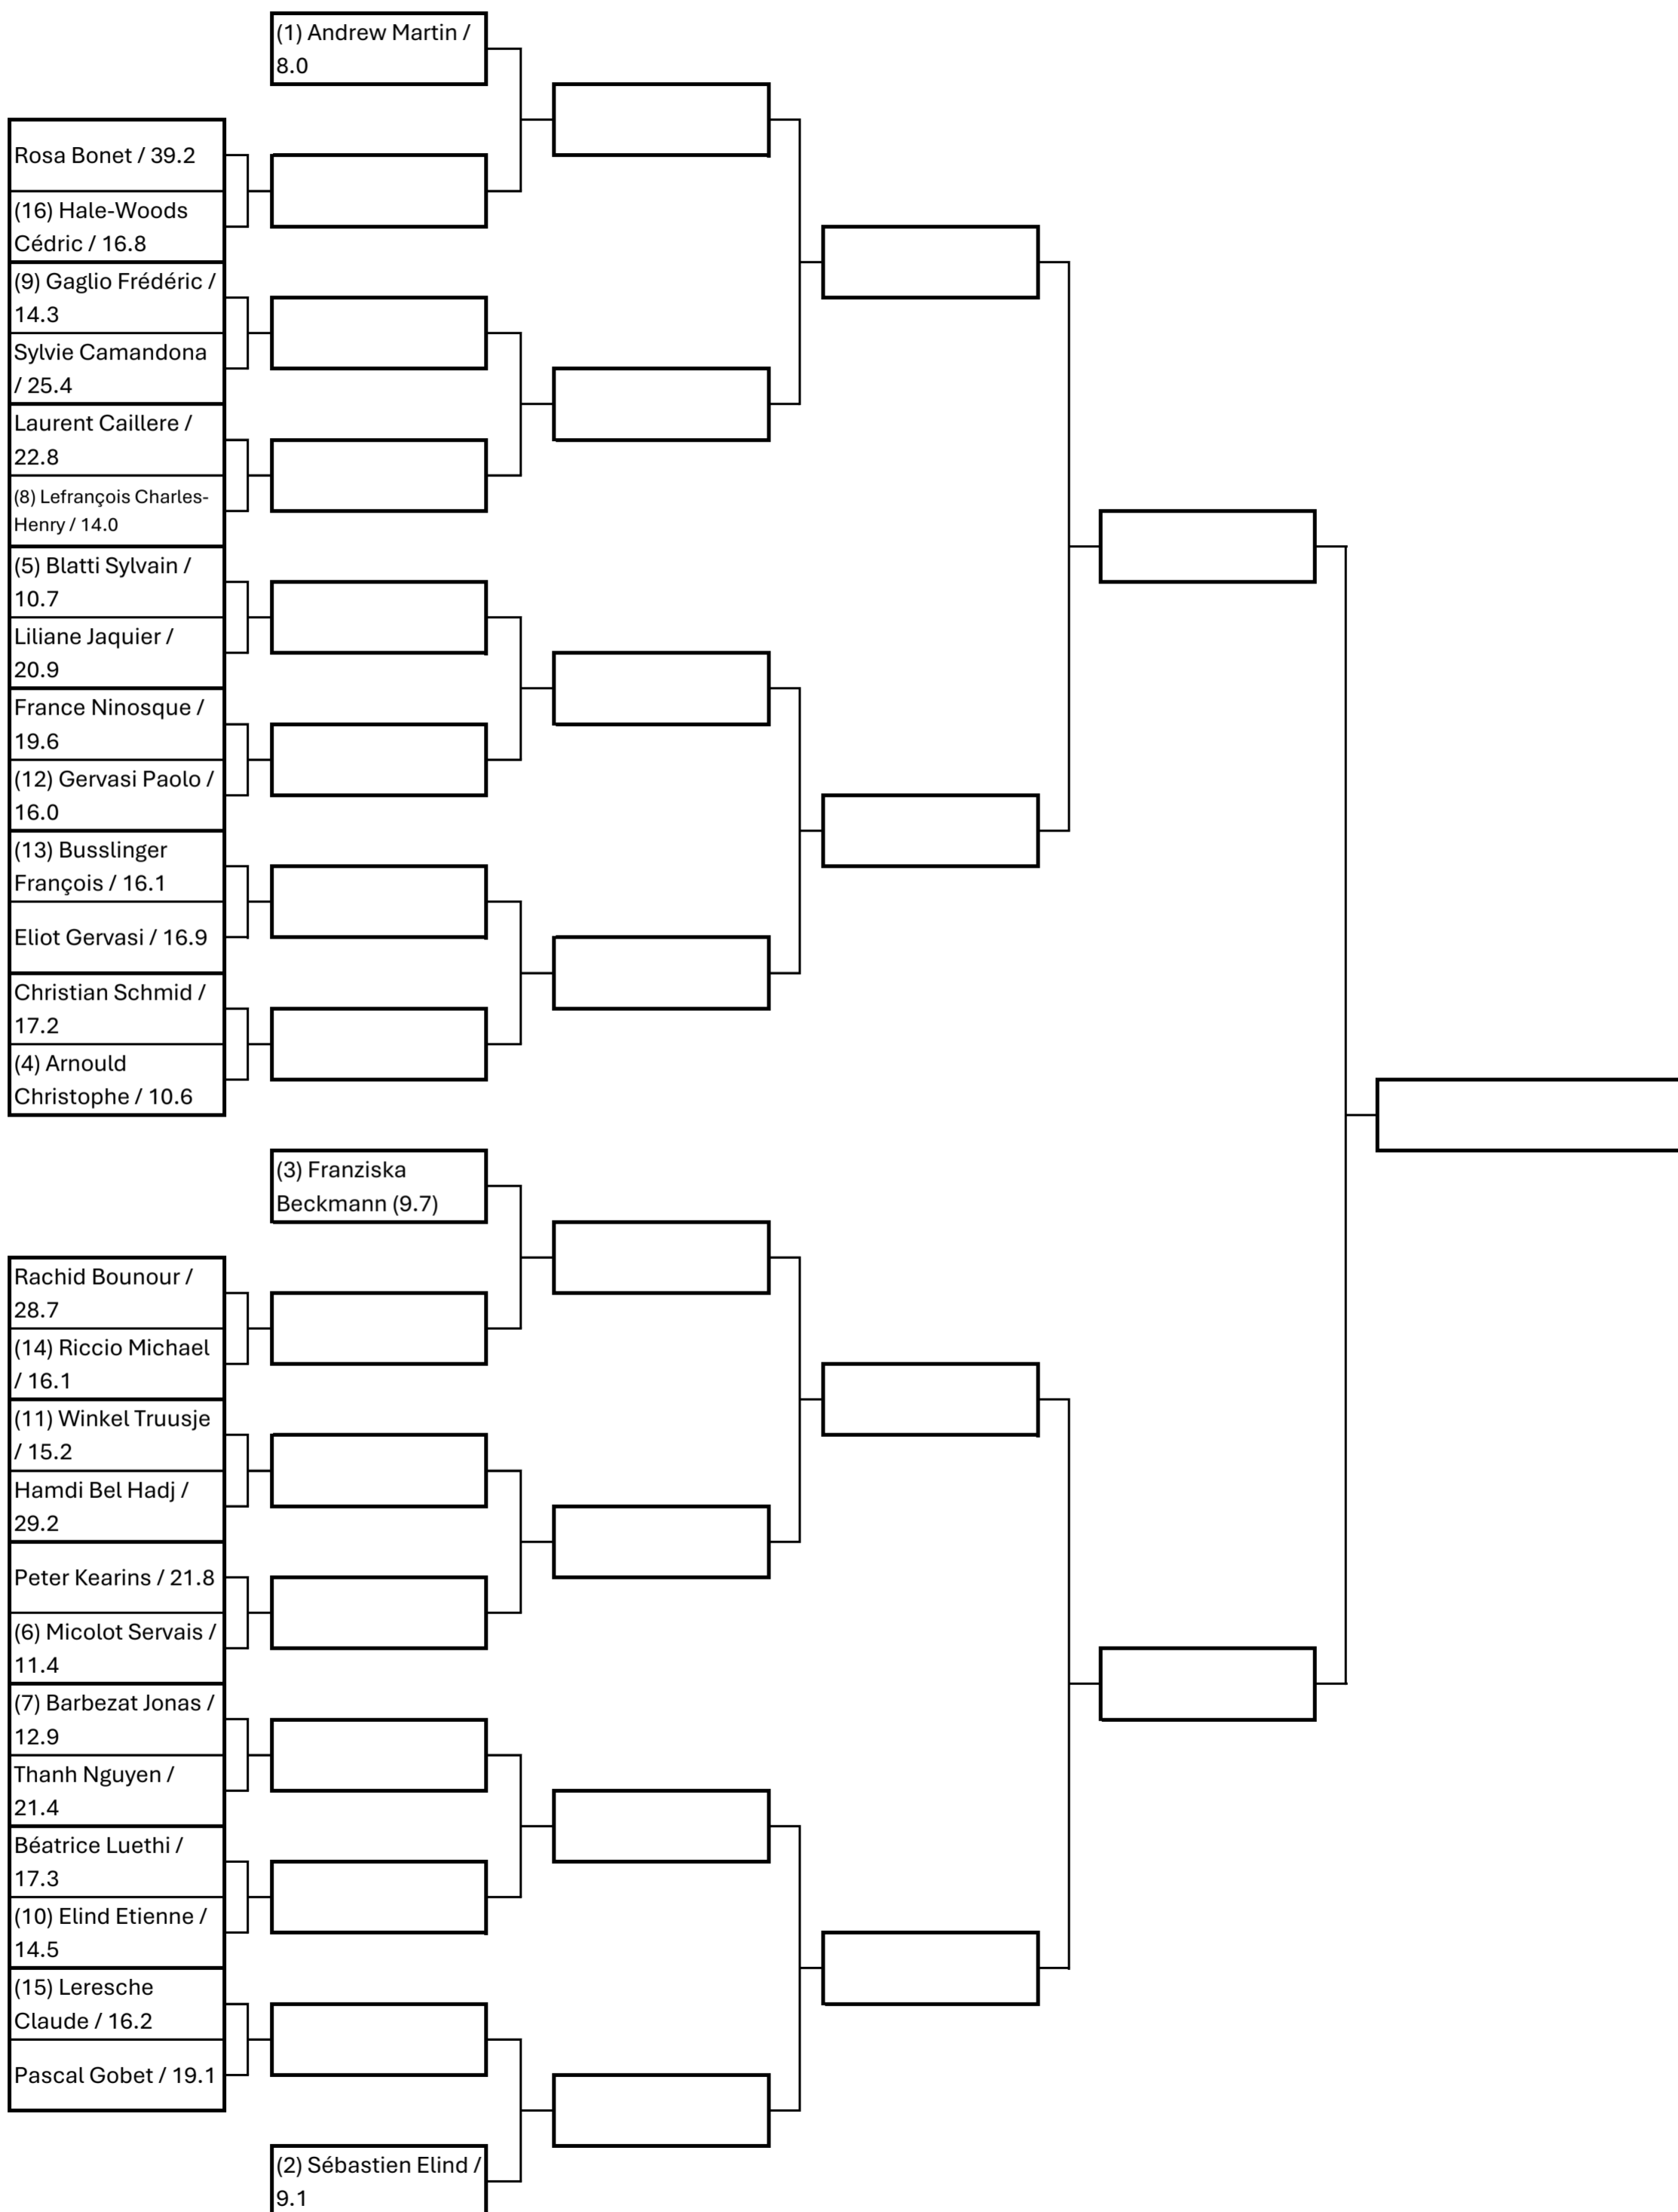 (1) Andrew Martin /
8.0
Rosa Bonet / 39.2
(16) Hale-Woods
Cédric / 16.8
(9) Gaglio Frédéric /
14.3
Sylvie Camandona
/ 25.4
Laurent Caillere /
22.8
(8) Lefrançois Charles-
Henry / 14.0
(5) Blatti Sylvain /
10.7
Liliane Jaquier /
20.9
France Ninosque /
19.6
(12) Gervasi Paolo /
16.0
(13) Busslinger
François / 16.1
Eliot Gervasi / 16.9
Christian Schmid /
17.2
(4) Arnould
Christophe / 10.6
(3) Franziska
Beckmann (9.7)
Rachid Bounour /
28.7
(14) Riccio Michael
/ 16.1
(11) Winkel Truusje
/ 15.2
Hamdi Bel Hadj /
29.2
Peter Kearins / 21.8
(6) Micolot Servais /
11.4
(7) Barbezat Jonas /
12.9
Thanh Nguyen /
21.4
Béatrice Luethi /
17.3
(10) Elind Etienne /
14.5
(15) Leresche
Claude / 16.2
Pascal Gobet / 19.1
(2) Sébastien Elind /
9.1